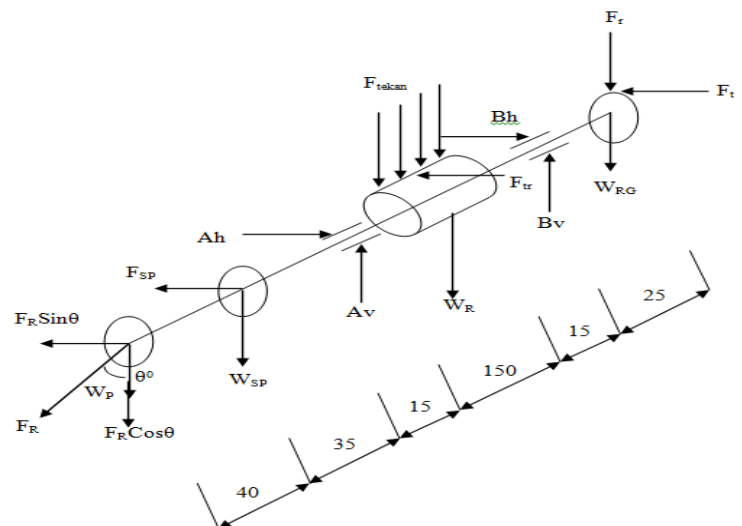 Fr
Ft
Ftekan
Bh
Ftr
WRG
Bv
Ah
FSP
Av
WR
25
15
FRSinθ
150
WSP
WP
θ⁰
15
FR
FRCosθ
35
40